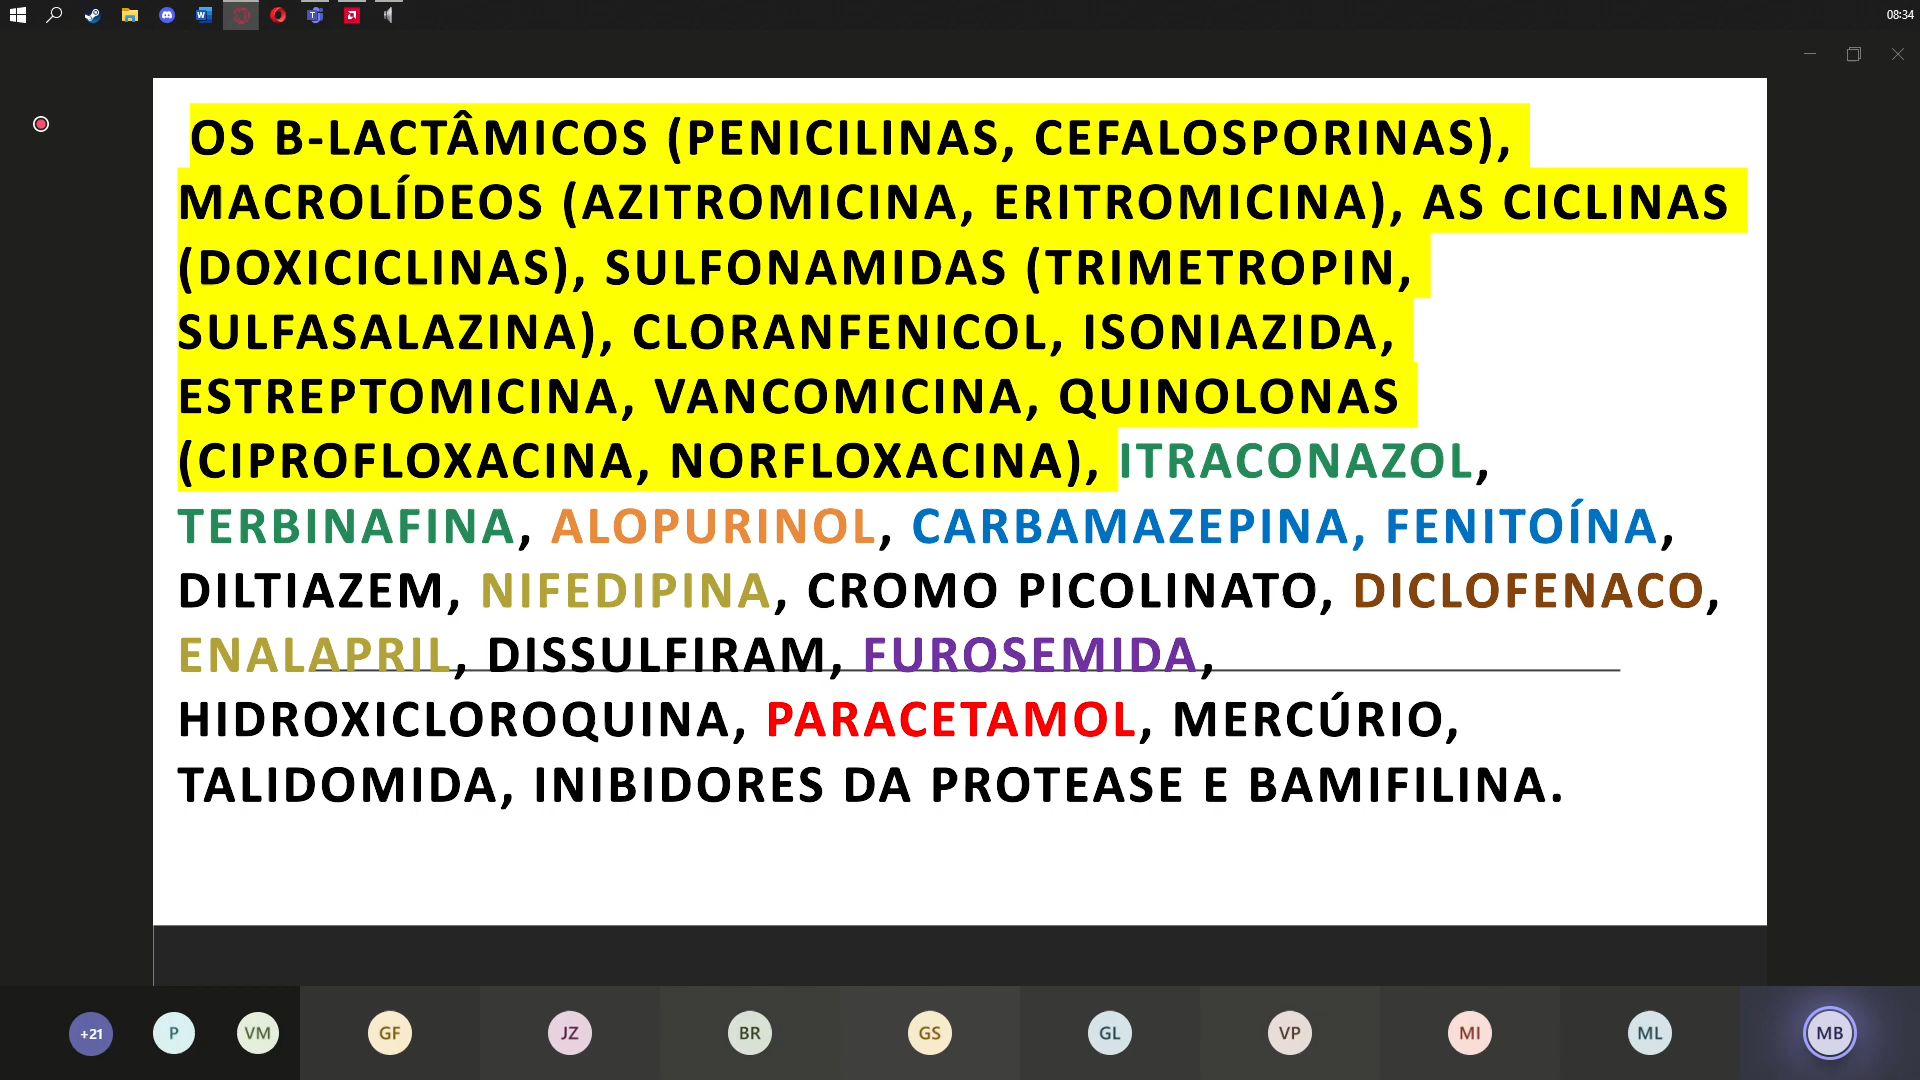 08:34
OS B-LACTÂMICOS (PENICILINAS, CEFALOSPORINAS),
MACROLÍDEOS (AZITROMICINA, ERITROMICINA), AS CICLINAS
(DOXICICLINAS), SULFONAMIDAS (TRIMETROPIN,
SULFASALAZINA), CLORANFENICOL, ISONIAZIDA,
ESTREPTOMICINA, VANCOMICINA, QUINOLONAS
(CIPROFLOXACINA, NORFLOXACINA), ITRACONAZOL,
TERBINAFINA, ALOPURINOL, CARBAMAZEPINA, FENITOÍNA,
DILTIAZEM, NIFEDIPINA, CROMO PICOLINATO, DICLOFENACO,
ENALAPRIL, DISSULFIRAM, FUROSEMIDA,
HIDROXICLOROQUINA, PARACETAMOL, MERCÚRIO,
TALIDOMIDA, INIBIDORES DA PROTEASE E BAMIFILINA.
+21 P VM GF JZ BR GS GL VP MI ML MB